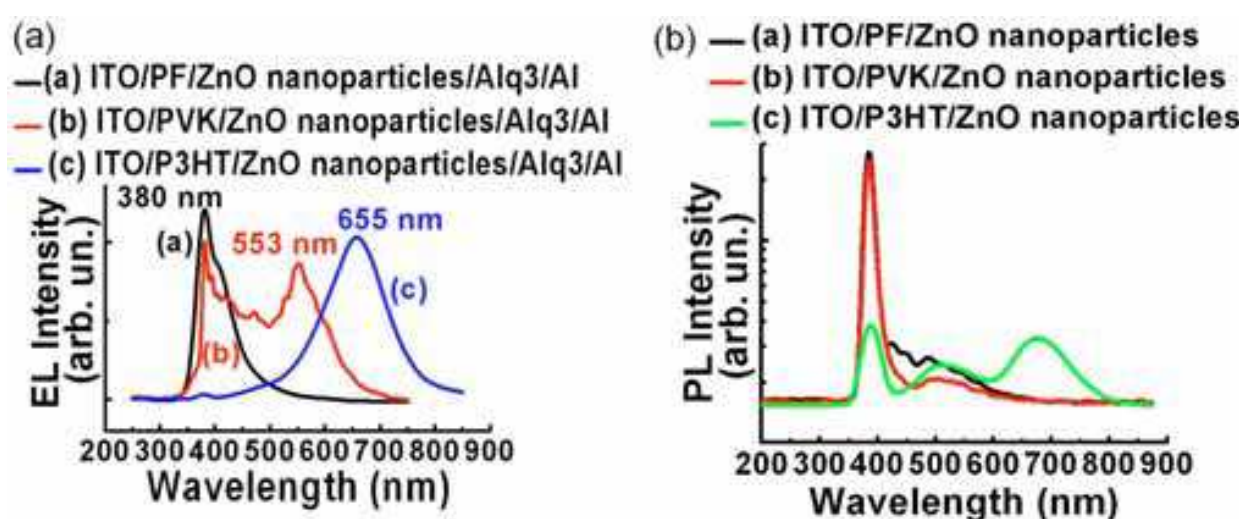 (a)
(a) ITO/PF/ZnO nanoparticles/Alq3/Al
(b) ITO/PVK/ZnO nanoparticles/Alq3/Al
(c) ITO/P3HT/ZnO nanoparticles/Alq3/Al
380 nm
655 nm
(a)
553 nm
(c)
(b)
EL Intensity
(arb. un.)
200 300 400 500 600 700 800 900
Wavelength (nm)
(b)
(a) ITO/PF/ZnO nanoparticles
(b) ITO/PVK/ZnO nanoparticles
(c) ITO/P3HT/ZnO nanoparticles
PL Intensity
(arb. un.)
200 300 400 500 600 700 800 900
Wavelength (nm)